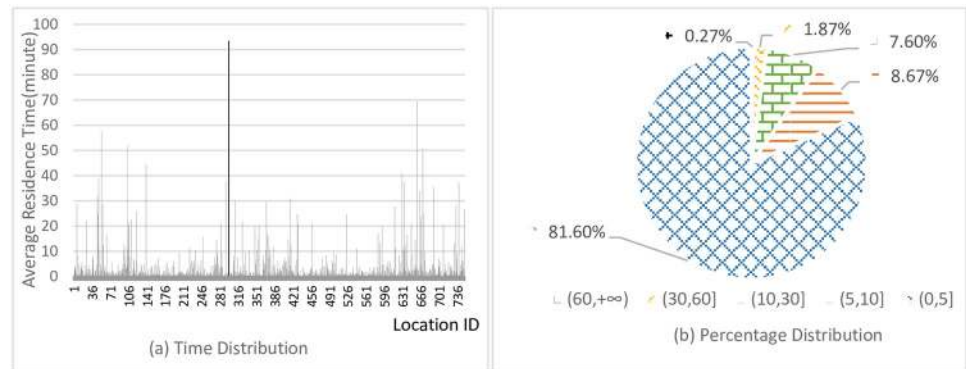 100
90
80
70
60
50
40
30
20
10
0
Average Residence Time(minute)
1 36 71 106 141 176 211 246 281 316 351 386 421 456 491 526 561 596 631 666 701 736
Location ID
(a) Time Distribution
0.27%
1.87%
7.60%
8.67%
81.60%
(60,+∞) (30,60] (10,30] (5,10] (0,5]
(b) Percentage Distribution